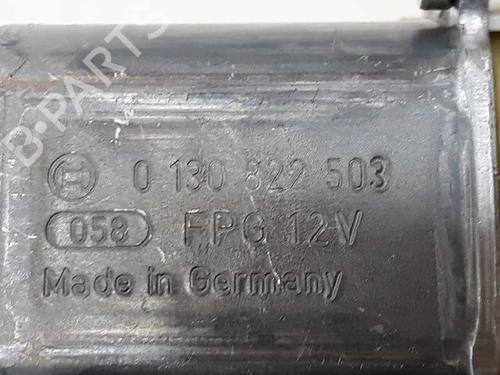 B-PARTS
0 130 822 503
058 FPG 12V
Made in Germany